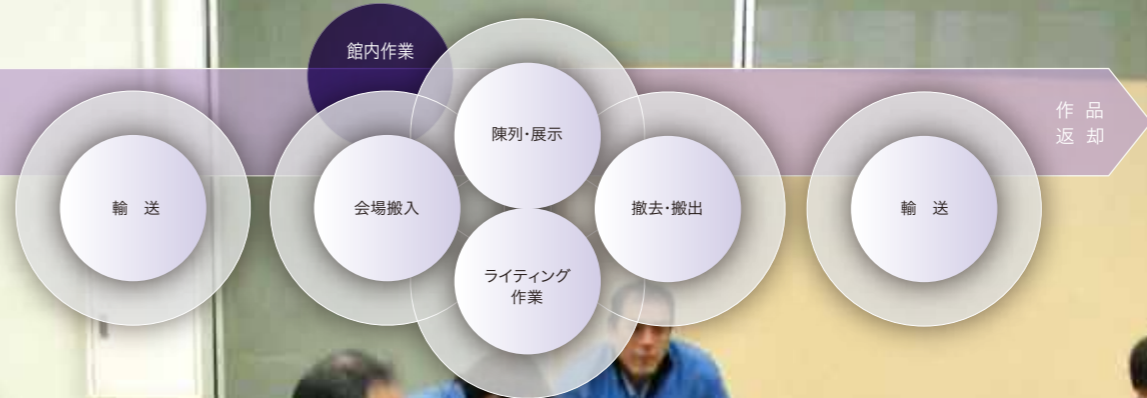 館内作業
輸　送
会場搬入
陳列・展示
ライティング
作業
撤去・搬出
輸　送
作 品
返 却